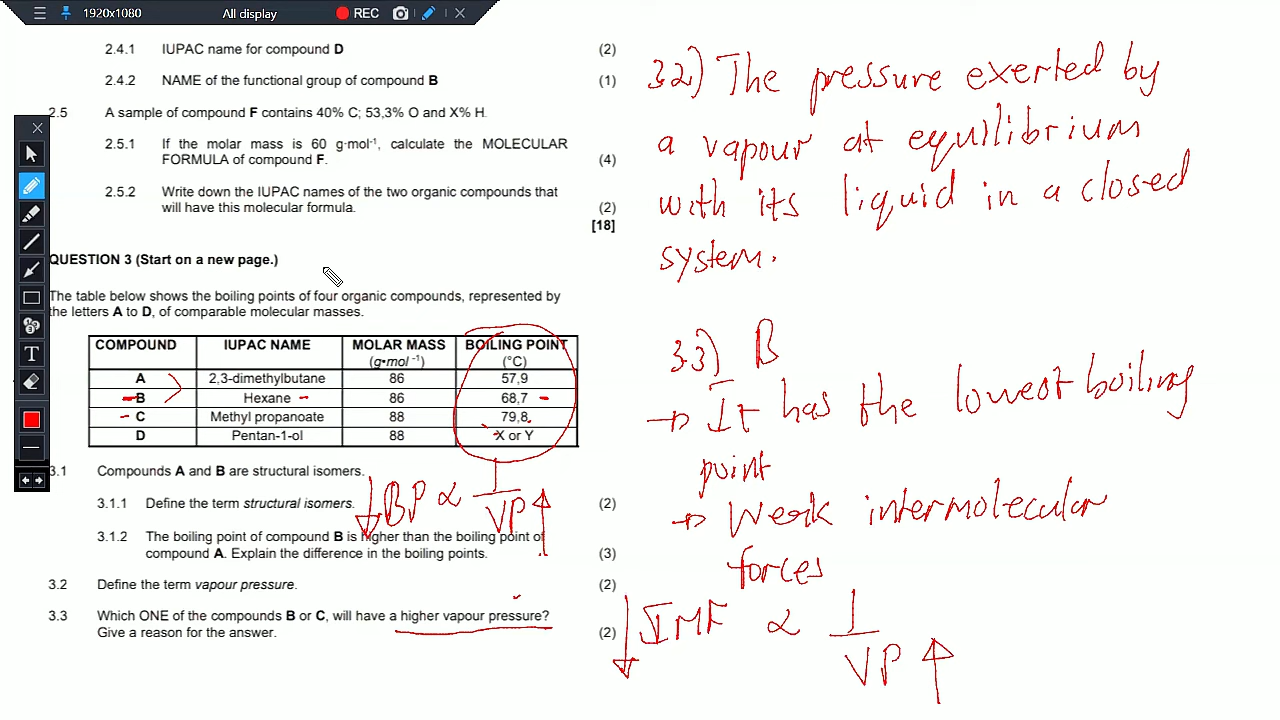 1920x1080 All display REC
2.4.1 IUPAC name for compound D (2)
2.4.2 NAME of the functional group of compound B (1)
2.5 A sample of compound F contains 40% C; 53,3% O and X% H.
2.5.1 If the molar mass is 60 g·mol⁻¹, calculate the MOLECULAR
FORMULA of compound F. (4)
2.5.2 Write down the IUPAC names of the two organic compounds that
will have this molecular formula. (2)
[18]
QUESTION 3 (Start on a new page.)
The table below shows the boiling points of four organic compounds, represented by
the letters A to D, of comparable molecular masses.
COMPOUND IUPAC NAME MOLAR MASS BOILING POINT
(g•mol ⁻¹) (°C)
A 2,3-dimethylbutane 86 57,9
B Hexane 86 68,7
C Methyl propanoate 88 79,8
D Pentan-1-ol 88 X or Y
3.1 Compounds A and B are structural isomers.
3.1.1 Define the term structural isomers. (2)
3.1.2 The boiling point of compound B is higher than the boiling point of
compound A. Explain the difference in the boiling points. (3)
3.2 Define the term vapour pressure. (2)
3.3 Which ONE of the compounds B or C, will have a higher vapour pressure?
Give a reason for the answer. (2)
↓ BP ∝ 1
VP ↑
3.2) The pressure exerted by
a vapour at equilibrium
with its liquid in a closed
system.
3.3) B
→ It has the lowest boiling
point
→ Weak intermolecular
forces
↓ IMF ∝ 1
VP ↑
T